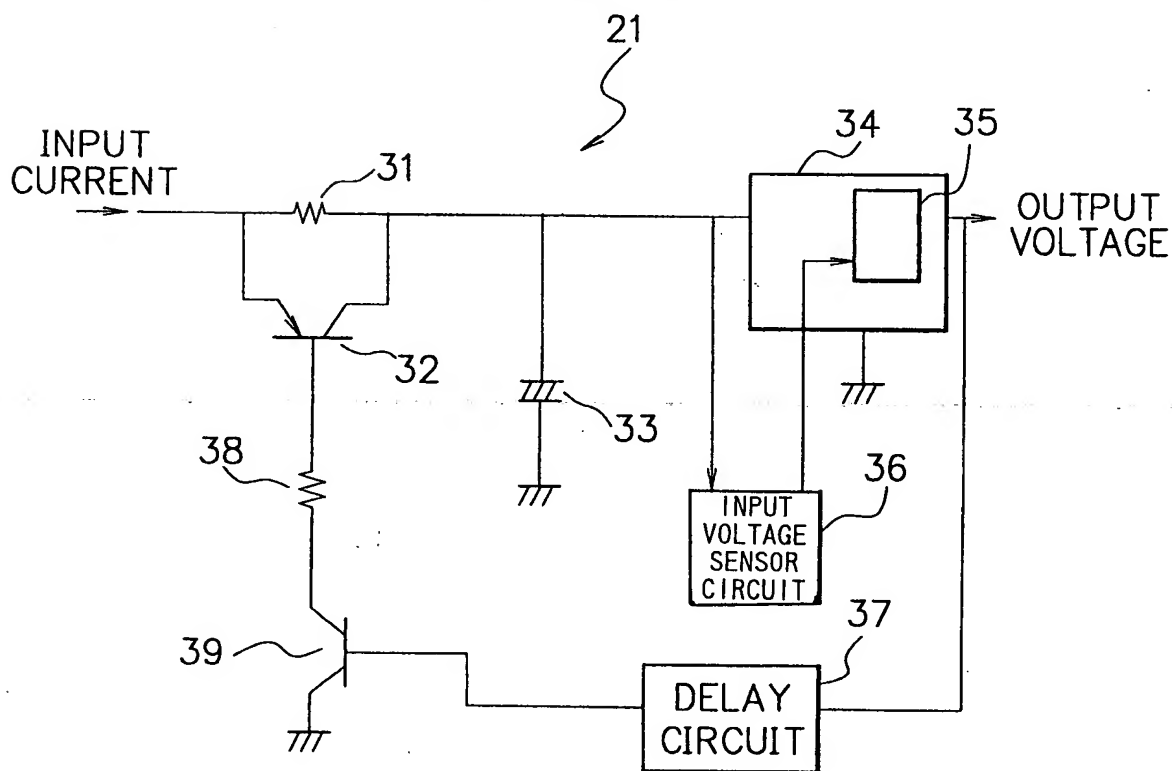 21
INPUT
CURRENT
31
34
35
OUTPUT
VOLTAGE
32
33
38
36
INPUT
VOLTAGE
SENSOR
CIRCUIT
37
39
DELAY
CIRCUIT